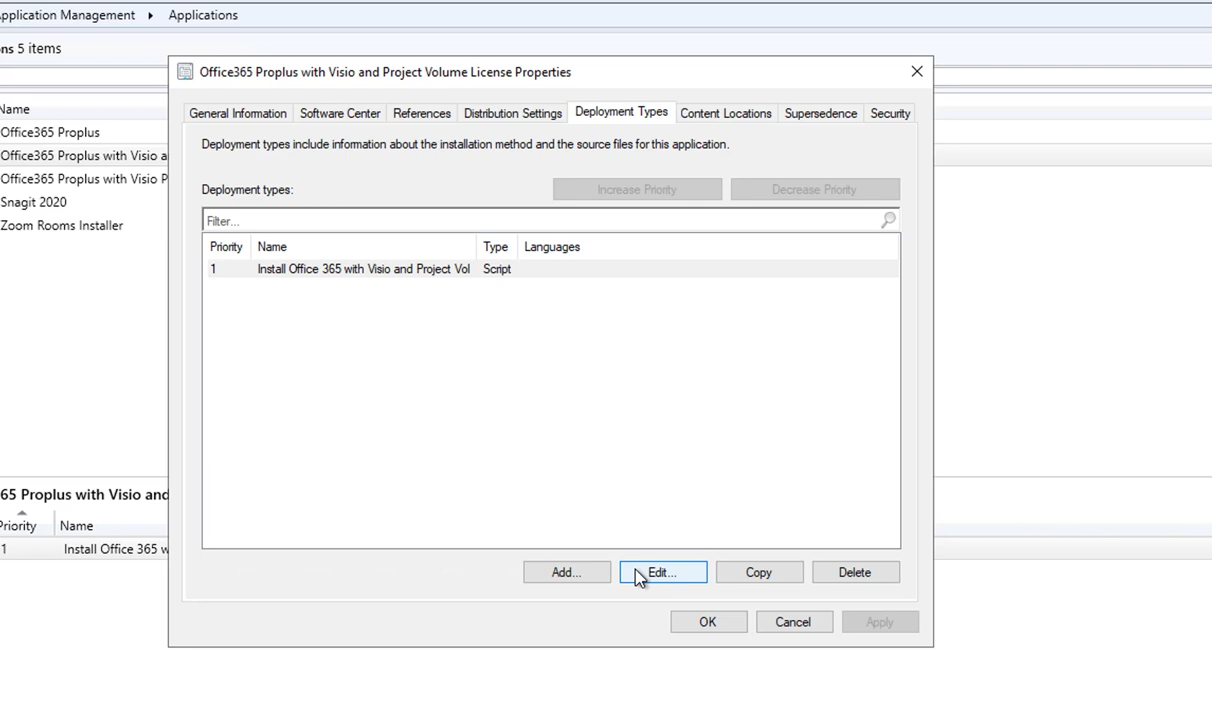 pplication Management ▸ Applications
ons 5 items
Office365 Proplus with Visio and Project Volume License Properties
General Information Software Center References Distribution Settings Deployment Types Content Locations Supersedence Security
Name
Office365 Proplus
Office365 Proplus with Visio a
Office365 Proplus with Visio P
Snagit 2020
Zoom Rooms Installer
Deployment types include information about the installation method and the source files for this application.
Deployment types:
Increase Priority Decrease Priority
Filter...
Priority Name Type Languages
1 Install Office 365 with Visio and Project Vol Script
65 Proplus with Visio and
Priority Name
1 Install Office 365 w
Add... Edit... Copy Delete
OK Cancel Apply